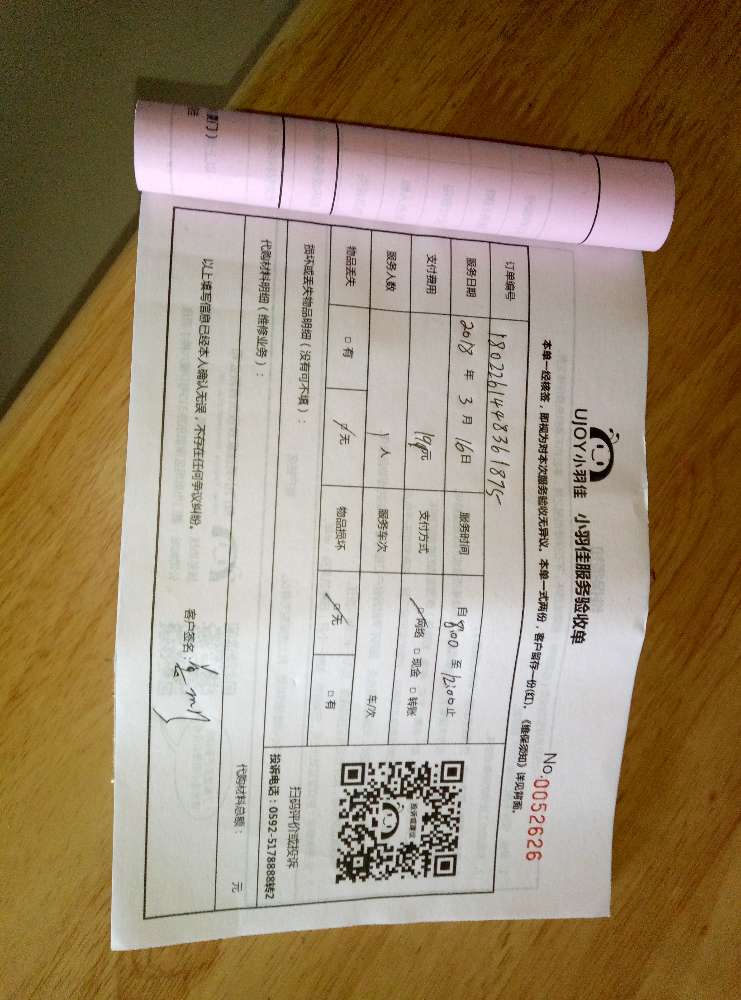 UJOY小羽佳 小羽佳服务验收单
No.0052626
本单一经核签，即视为对本次服务验收无异议。本单一式两份，客户留存一份(红)。《维保须知》详见背面。
订单编号 180226144836 1875
服务日期 2018 年 3 月 16 日 服务时间 自 8:00 至 12:00 止
支付费用 元 支付方式 □网络 □现金 □转账
服务人数 1 人 服务车次 车/次
物品丢失 □有 □无 物品损坏 □无 □有
损坏或丢失物品明细（没有可不填）：
扫码评价或投诉
投诉电话：0592-5178888转2
代购材料明细（维修业务）：
代购材料总额： 元
以上填写信息已经本人确认无误，不存在任何争议纠纷。 客户签名：